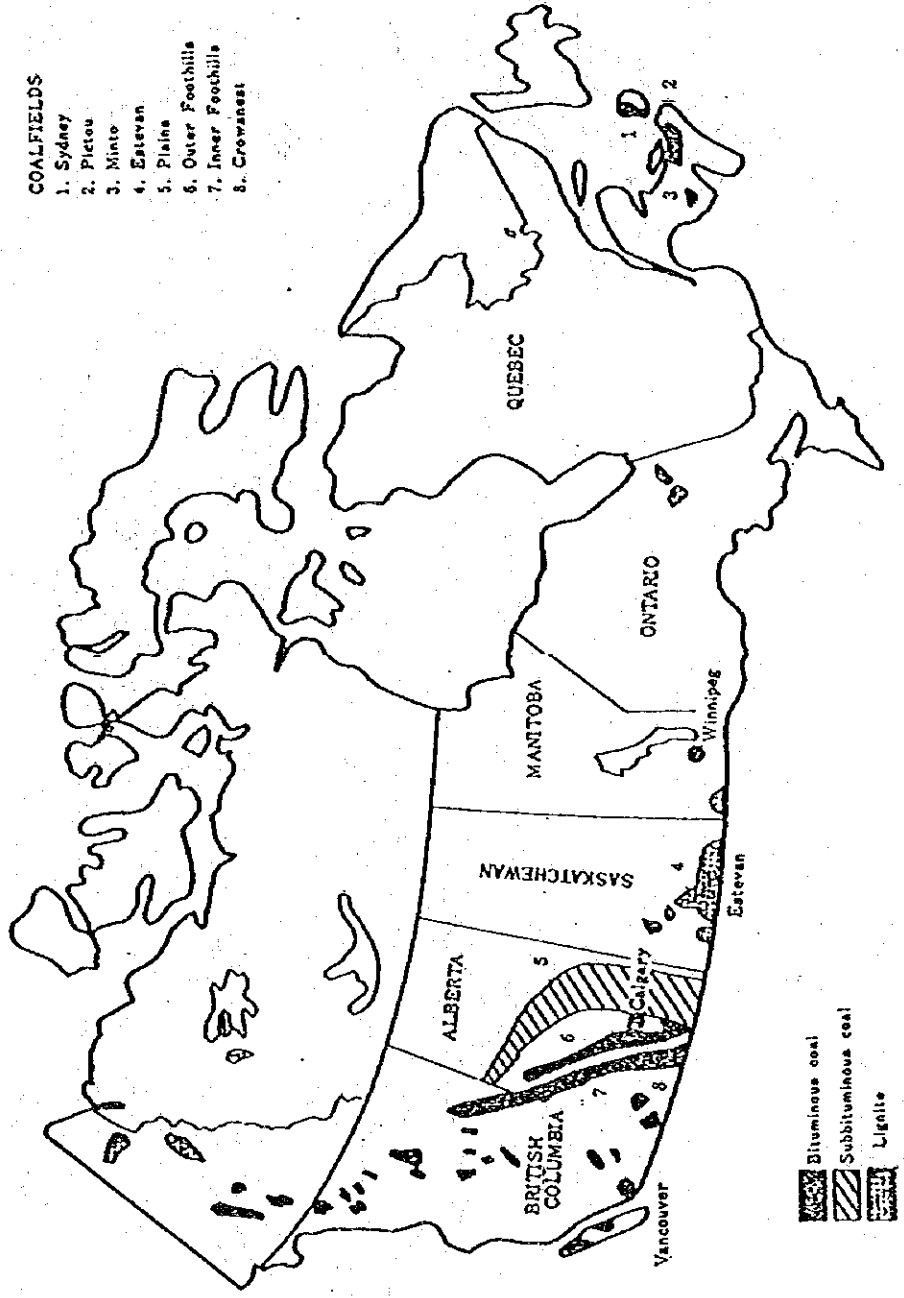 COALFIELDS
1. Sydney
2. Pictou
3. Minto
4. Estevan
5. Plains
6. Outer Foothills
7. Inner Foothills
8. Crowsnest
1
2
3
QUEBEC
ONTARIO
MANITOBA
Winnipeg
SASKATCHEWAN
4
Estevan
ALBERTA
5
Calgary
6
7
8
BRITISH
COLUMBIA
Vancouver
Bituminous coal
Subbituminous coal
Lignite